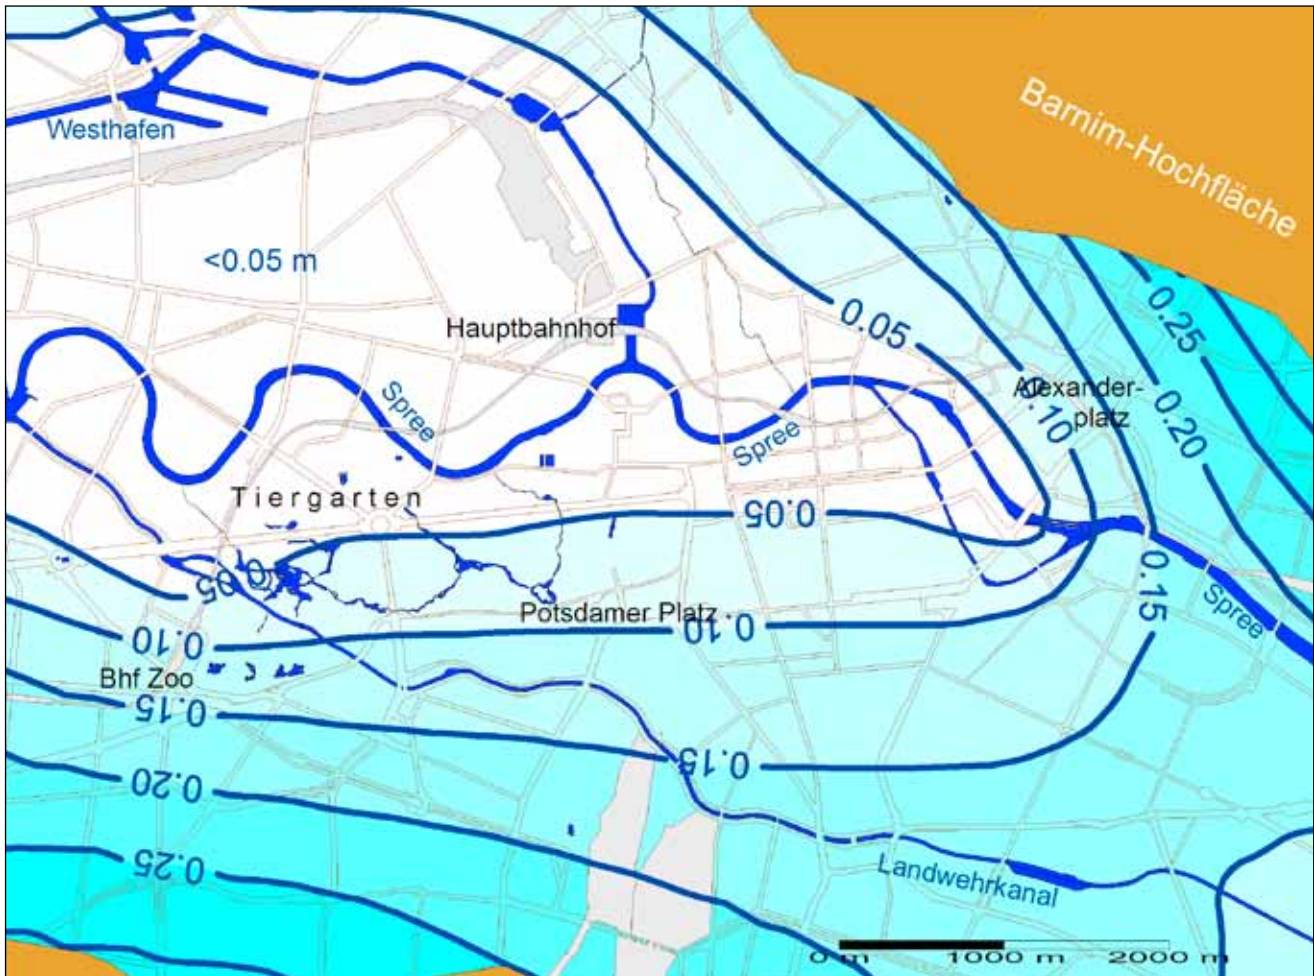 Barnim-Hochfläche
Westhafen
<0.05 m
0.25
Hauptbahnhof
0.05
Alexander-
platz
0.10
0.20
Spree
Spree
Tiergarten
0.05
0.05
0.15
Spree
Potsdamer Platz
0.10
0.10
Bhf Zoo
0.15
0.15
0.20
0.25
Landwehrkanal
0 m
1000 m
2000 m